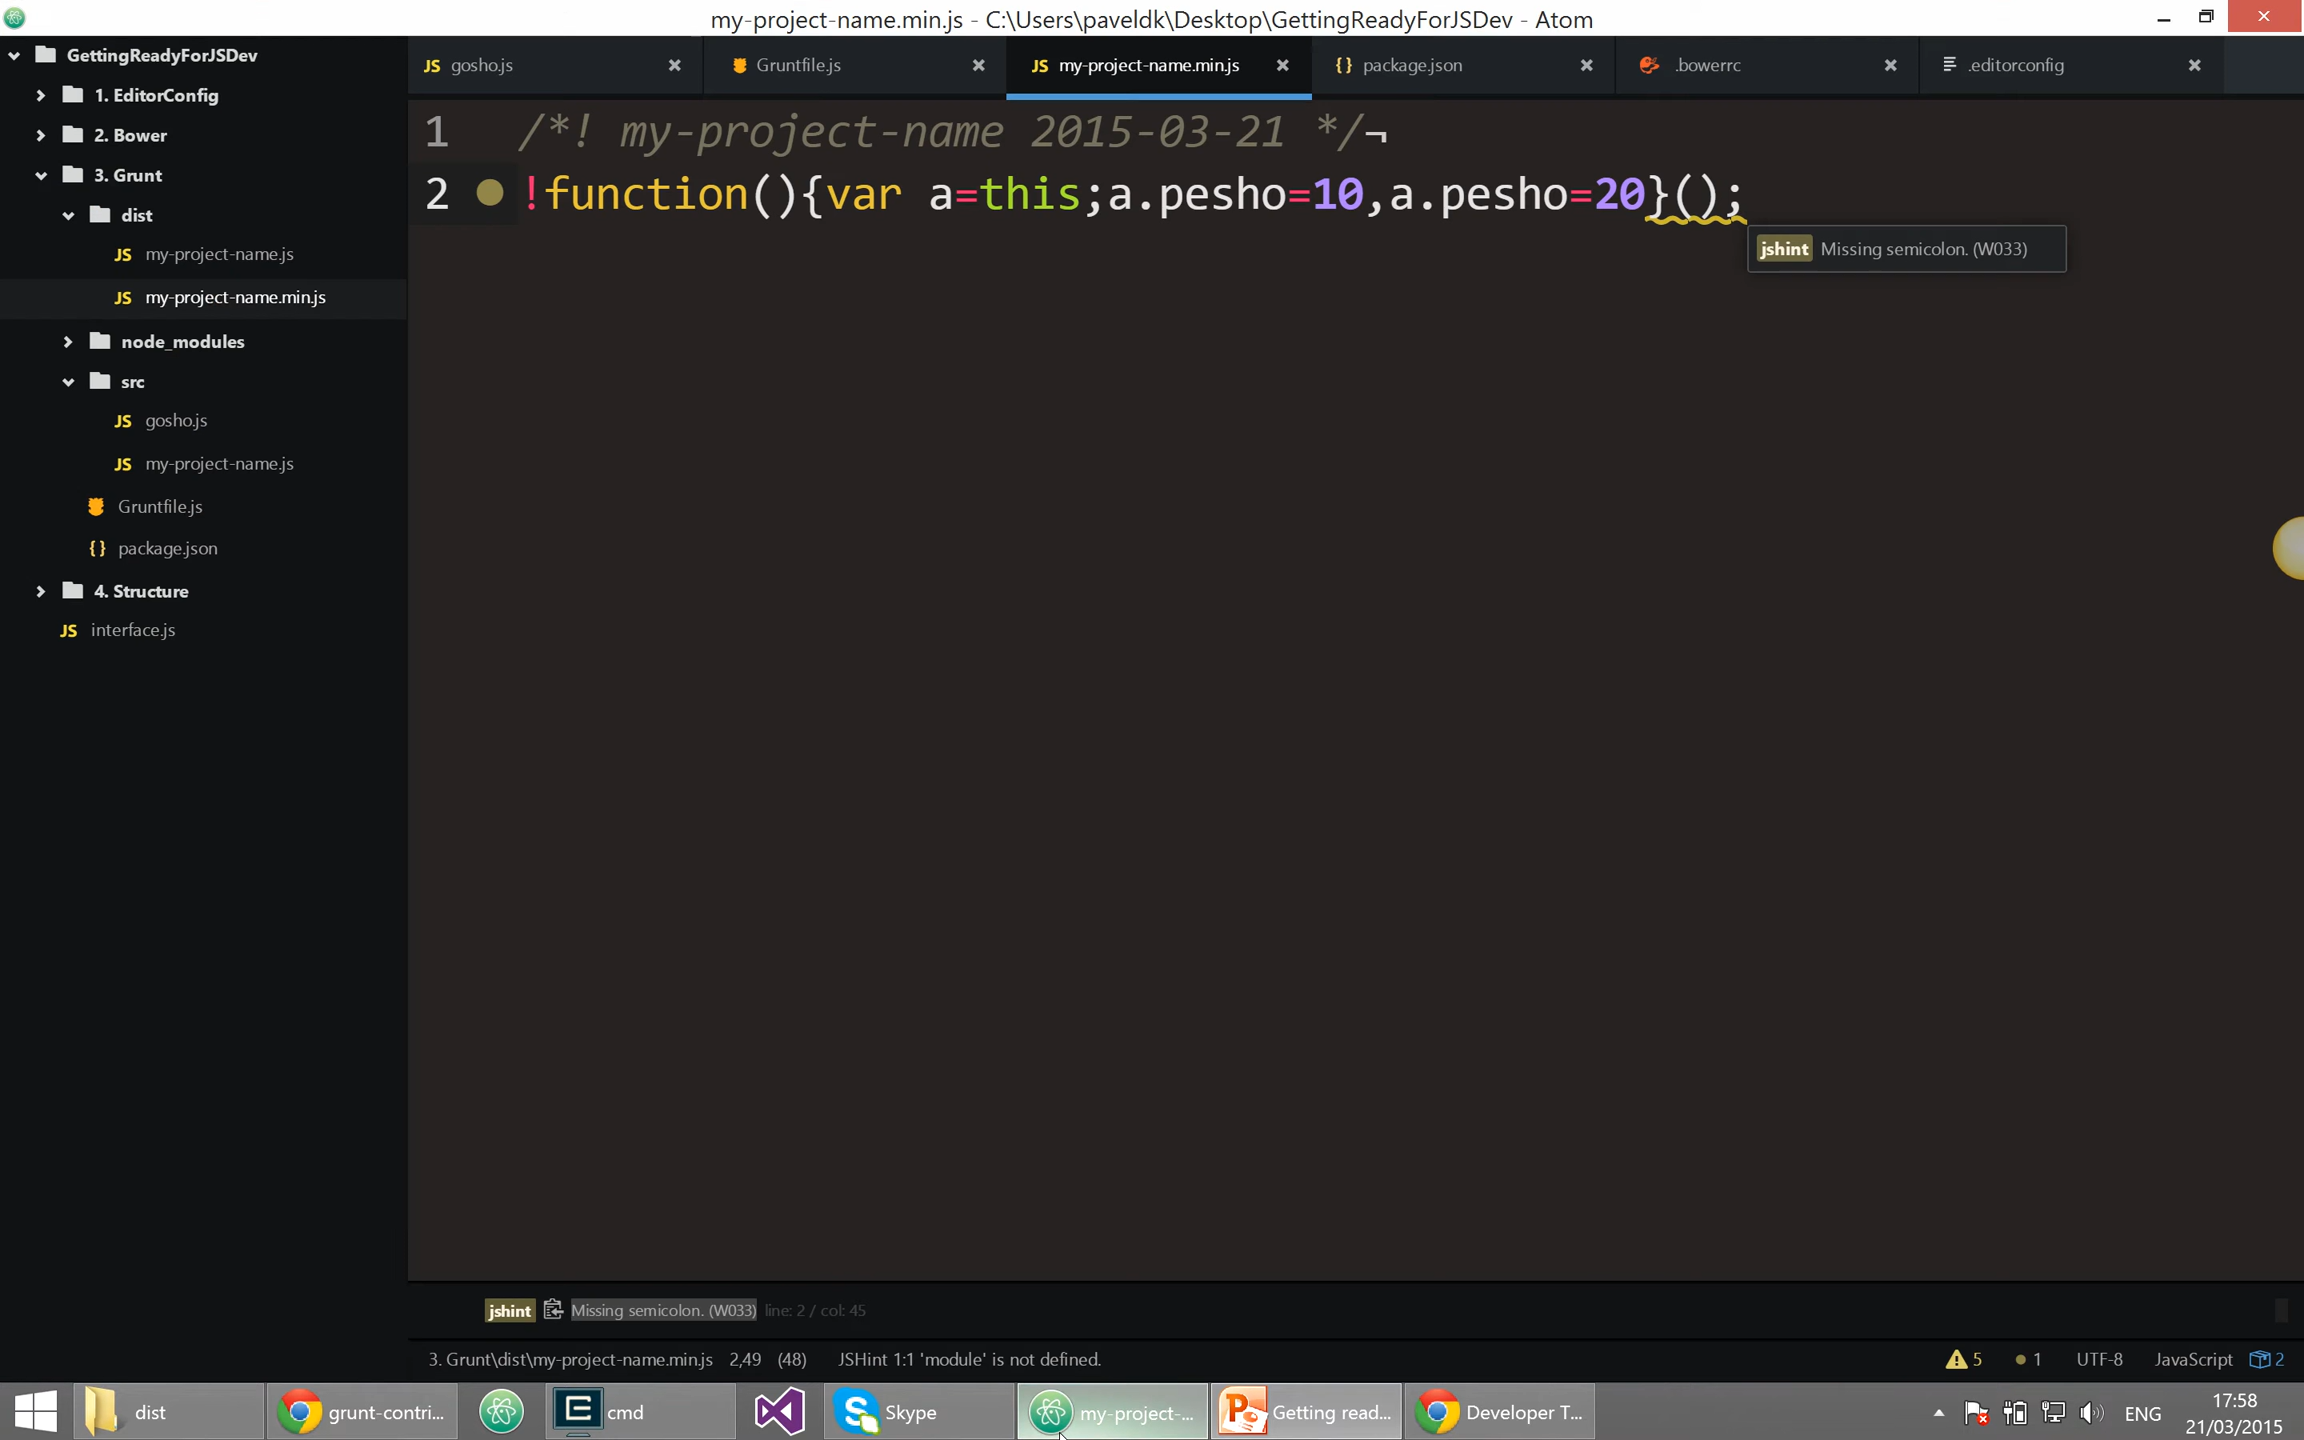 my-project-name.min.js - C:\Users\paveldk\Desktop\GettingReadyForJSDev - Atom
GettingReadyForJSDev
1. EditorConfig
2. Bower
3. Grunt
dist
JS my-project-name.js
JS my-project-name.min.js
node_modules
src
JS gosho.js
JS my-project-name.js
Gruntfile.js
{} package.json
4. Structure
JS interface.js
JS gosho.js
Gruntfile.js
JS my-project-name.min.js
{} package.json
.bowerrc
.editorconfig
1 /*! my-project-name 2015-03-21 */¬
2 !function(){var a=this;a.pesho=10,a.pesho=20}();
jshint Missing semicolon. (W033)
jshint Missing semicolon. (W033) line: 2 / col: 45
3. Grunt\dist\my-project-name.min.js 2,49 (48) JSHint 1:1 'module' is not defined.
5 1 UTF-8 JavaScript 2
dist
grunt-contri...
cmd
Skype
my-project-...
Getting read...
Developer T...
ENG
17:58
21/03/2015